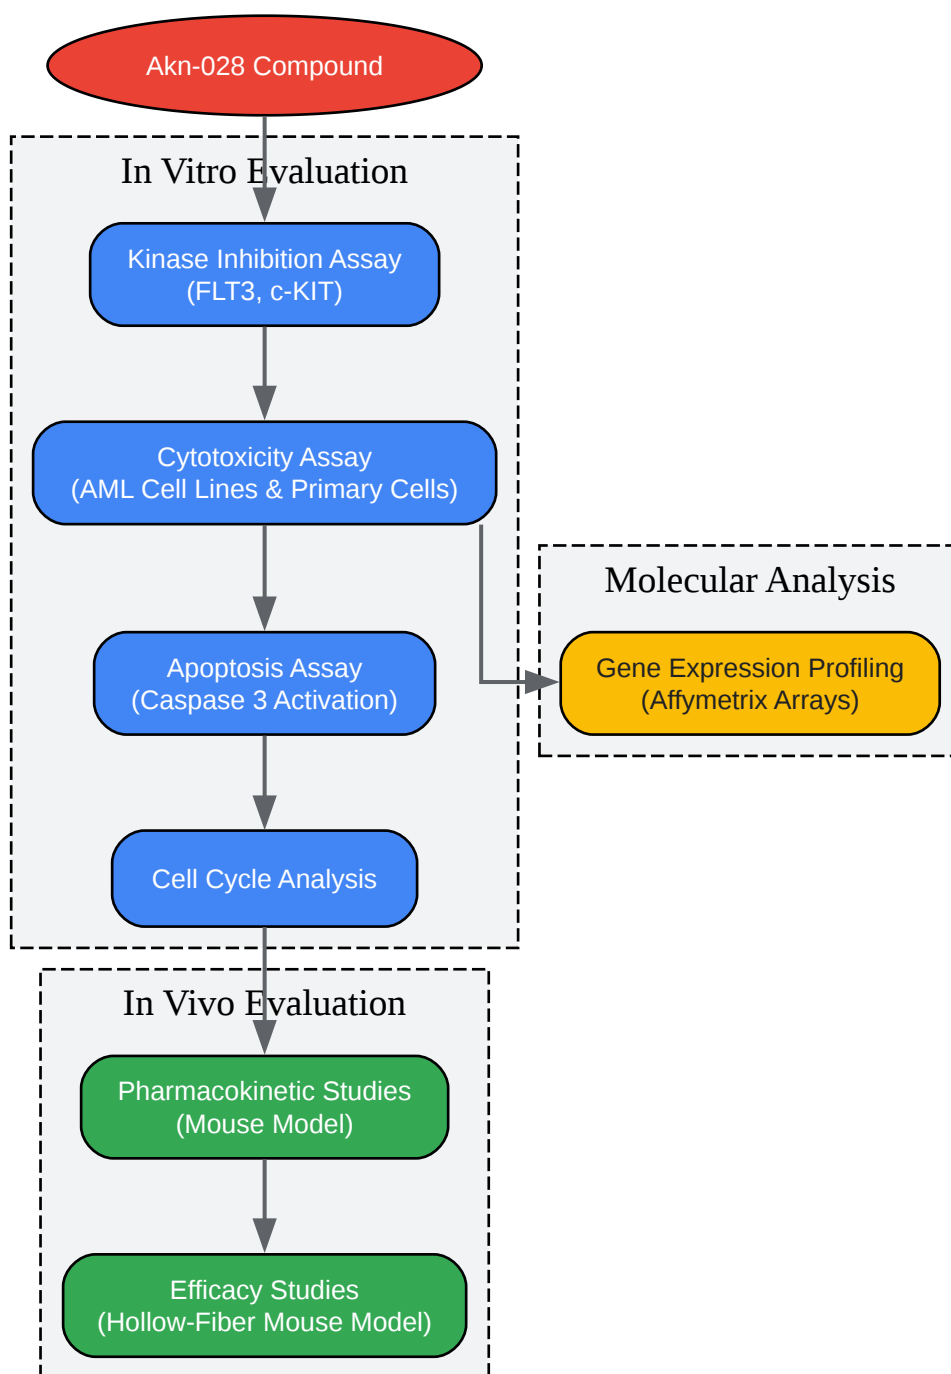 Akn-028 Compound
In Vitro Evaluation
Kinase Inhibition Assay
(FLT3, c-KIT)
Cytotoxicity Assay
(AML Cell Lines & Primary Cells)
Molecular Analysis
Apoptosis Assay
(Caspase 3 Activation)
Gene Expression Profiling
(Affymetrix Arrays)
Cell Cycle Analysis
In Vivo Evaluation
Pharmacokinetic Studies
(Mouse Model)
Efficacy Studies
(Hollow-Fiber Mouse Model)